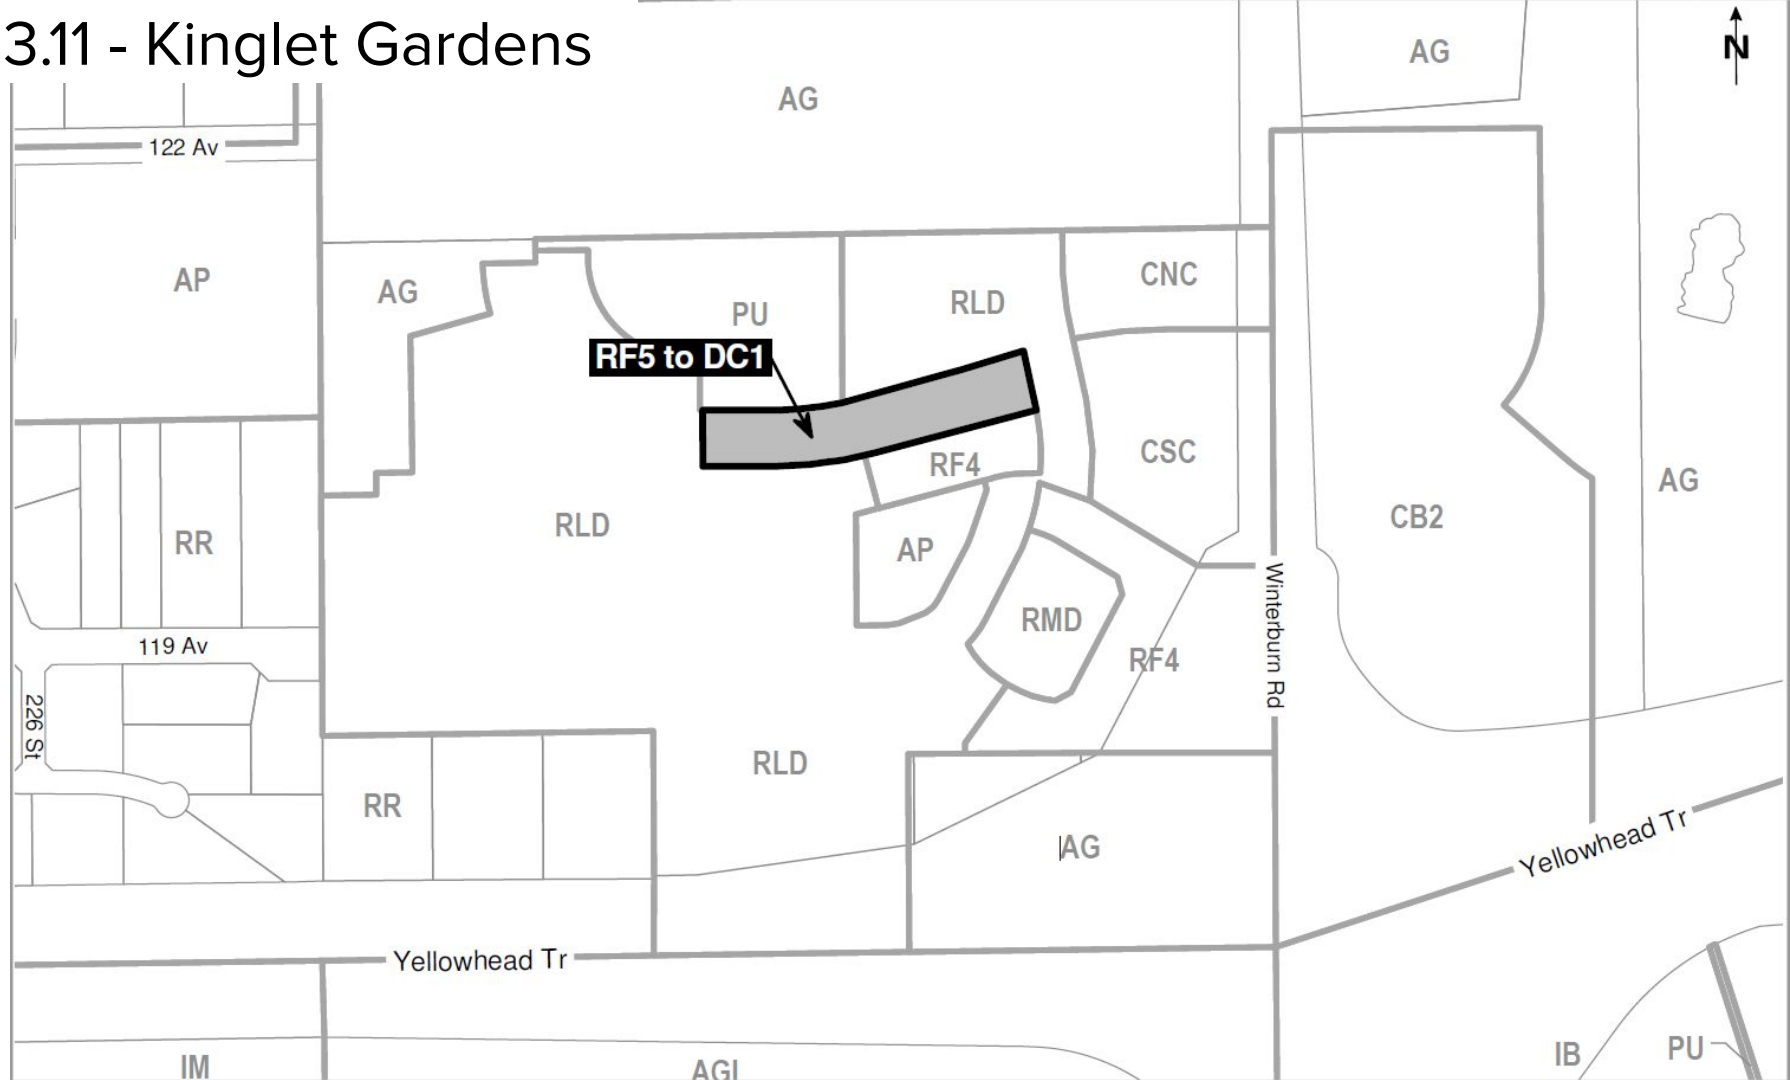 3.11 - Kinglet Gardens
N
AG
AG
122 Av
AP
AG
PU
RLD
CNC
RF5 to DC1
CSC
RF4
AG
CB2
RLD
RR
AP
RMD
RF4
Winterburn Rd
119 Av
226 St
RLD
RR
AG
Yellowhead Tr
Yellowhead Tr
IM
AGI
IB
PU